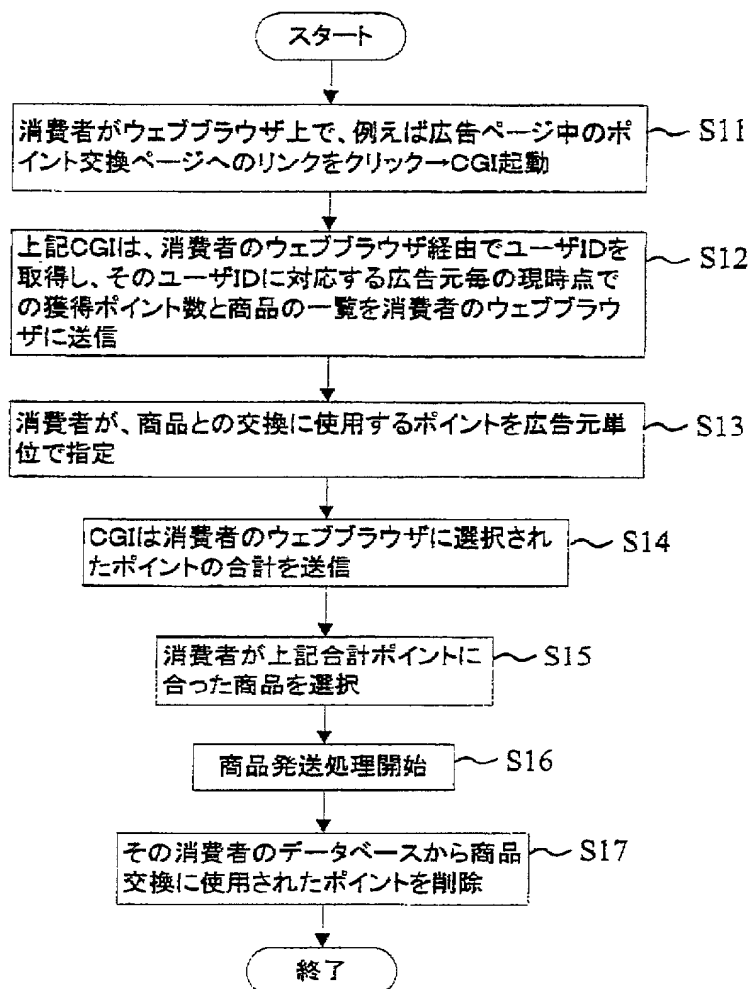 スタート
消費者がウェブブラウザ上で、例えば広告ページ中のポ
イント交換ページへのリンクをクリック→CGI起動
S11
上記CGIは、消費者のウェブブラウザ経由でユーザIDを
取得し、そのユーザIDに対応する広告元毎の現時点で
の獲得ポイント数と商品の一覧を消費者のウェブブラウ
ザに送信
S12
消費者が、商品との交換に使用するポイントを広告元単
位で指定
S13
CGIは消費者のウェブブラウザに選択され
たポイントの合計を送信
S14
消費者が上記合計ポイントに
合った商品を選択
S15
商品発送処理開始
S16
その消費者のデータベースから商品
交換に使用されたポイントを削除
S17
終了